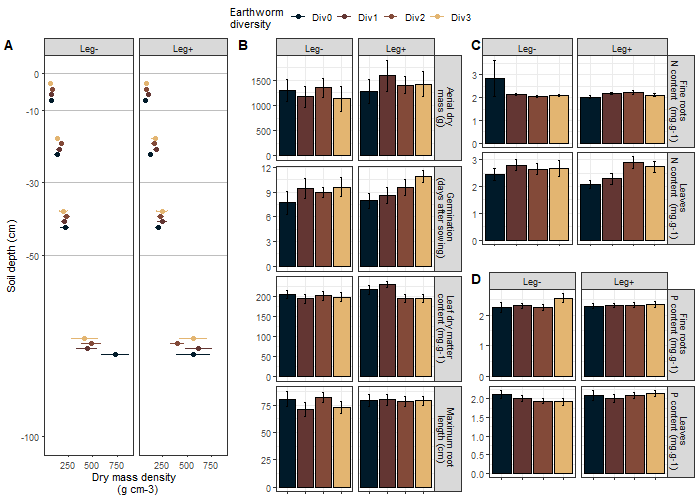 Earthworm
diversity
Div0 Div1 Div2 Div3
A
Leg- Leg+
0
-10
-30
-50
-100
Soil depth (cm)
250 500 750 250 500 750
Dry mass density
(g cm-3)
B
Leg- Leg+
1500
1000
500
0
Aerial dry
mass (g)
12
9
6
3
0
Germination
(days after sowing)
200
150
100
50
0
Leaf dry matter
content (mg.g-1)
75
50
25
0
Maximum root
length (cm)
C
Leg- Leg+
3
2
1
0
Fine roots
N content (mg.g-1)
3
2
1
0
Leaves
N content (mg.g-1)
D
Leg- Leg+
2
1
0
Fine roots
P content (mg.g-1)
2.0
1.5
1.0
0.5
0.0
Leaves
P content (mg.g-1)